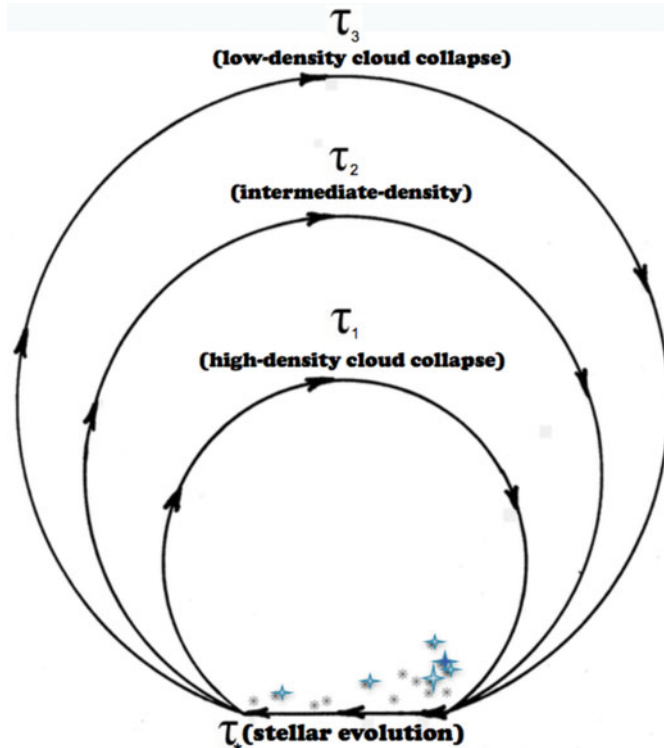 τ₃
(low-density cloud collapse)
τ₂
(intermediate-density)
τ₁
(high-density cloud collapse)
τ* (stellar evolution)